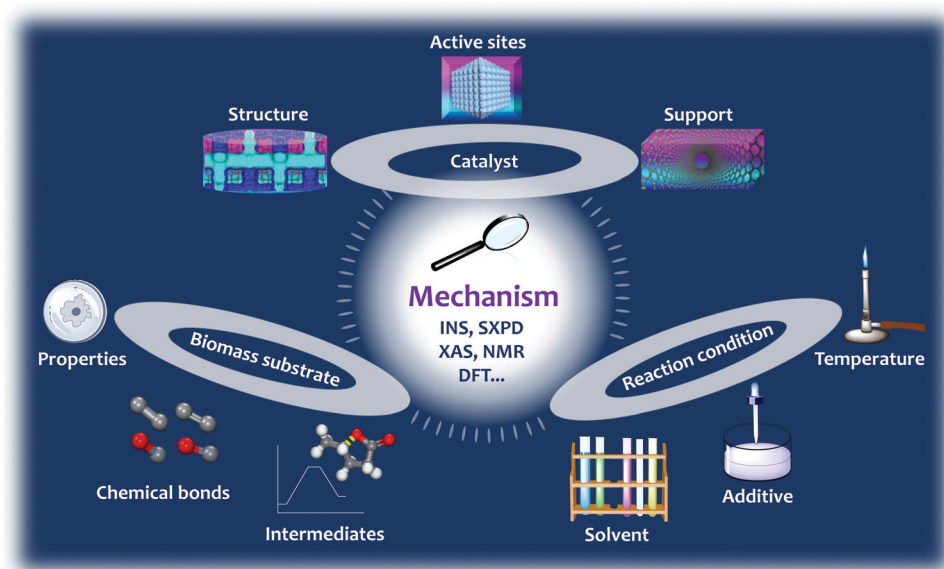 Active sites
Structure
Support
Catalyst
Mechanism
INS, SXPD
XAS, NMR
DFT...
Properties
Biomass substrate
Reaction condition
Temperature
Chemical bonds
Intermediates
Solvent
Additive